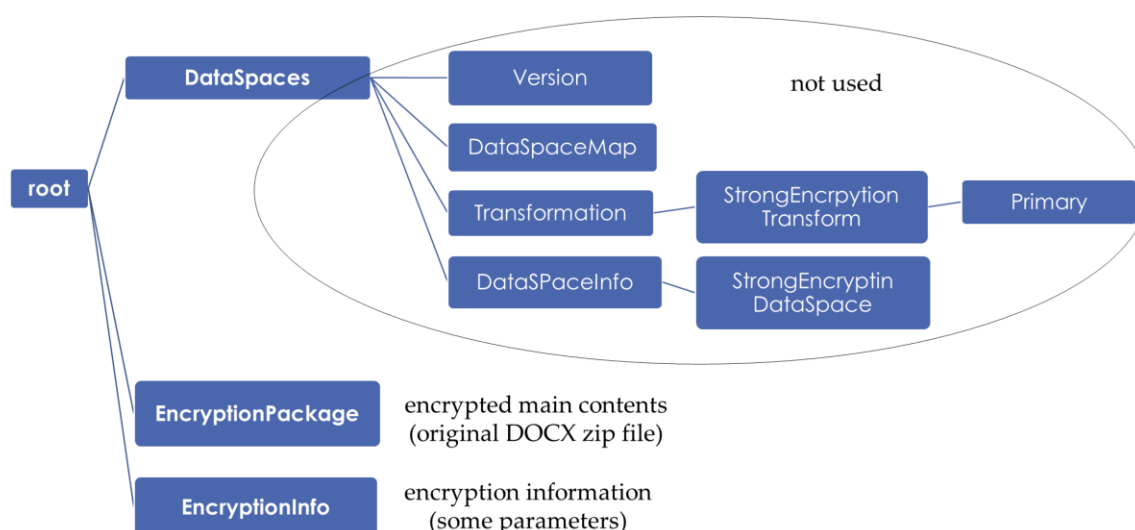 DataSpaces
Version
not used
DataSpaceMap
root
Transformation
StrongEncrpytion
Transform
Primary
DataSPaceInfo
StrongEncryptin
DataSpace
EncryptionPackage
encrypted main contents
(original DOCX zip file)
EncryptionInfo
encryption information
(some parameters)